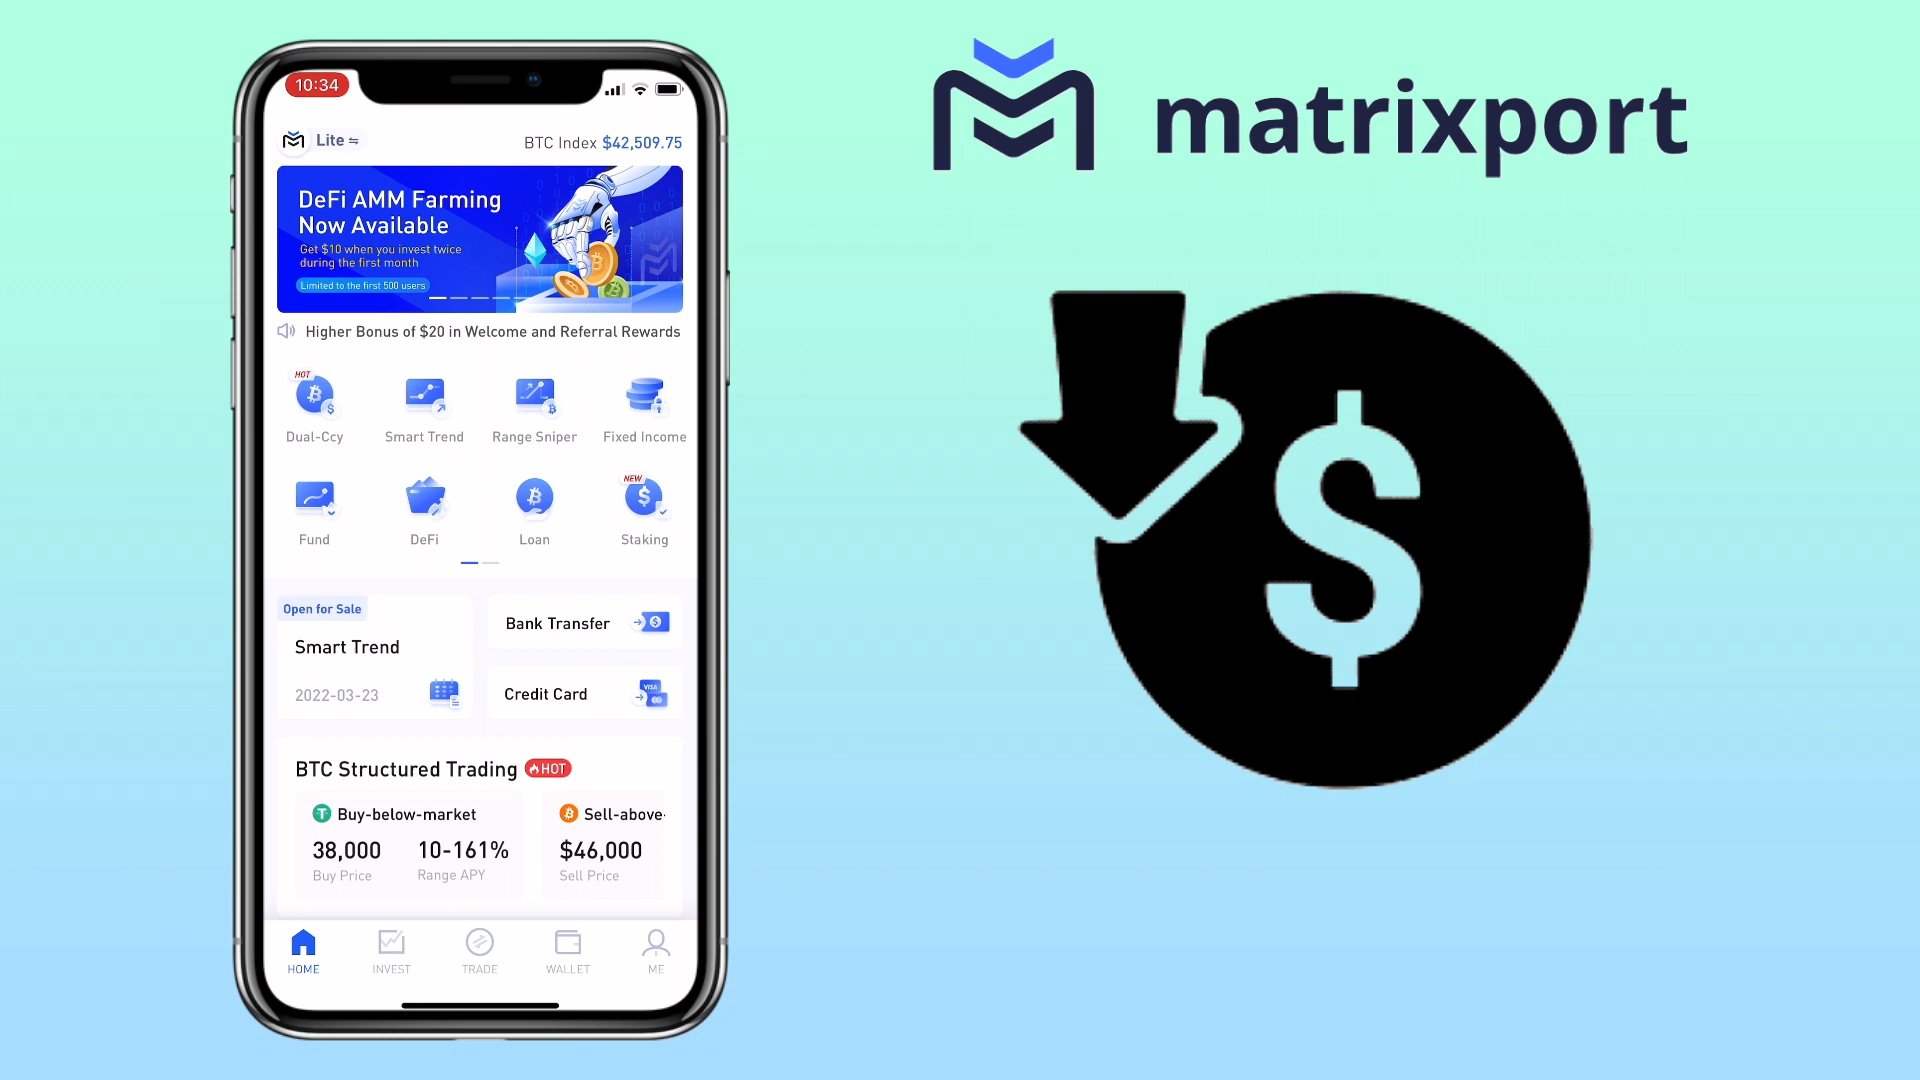 10:34
Lite
BTC Index $42,509.75
DeFi AMM Farming
Now Available
Get $10 when you invest twice
during the first month
Limited to the first 500 users
Higher Bonus of $20 in Welcome and Referral Rewards
HOT
Dual-Ccy
Smart Trend
Range Sniper
Fixed Income
NEW
Fund
DeFi
Loan
Staking
Open for Sale
Smart Trend
2022-03-23
Bank Transfer
Credit Card
VISA
BTC Structured Trading
HOT
Buy-below-market
38,000
10-161%
Buy Price
Range APY
Sell-above-
$46,000
Sell Price
HOME
INVEST
TRADE
WALLET
ME
matrixport
$